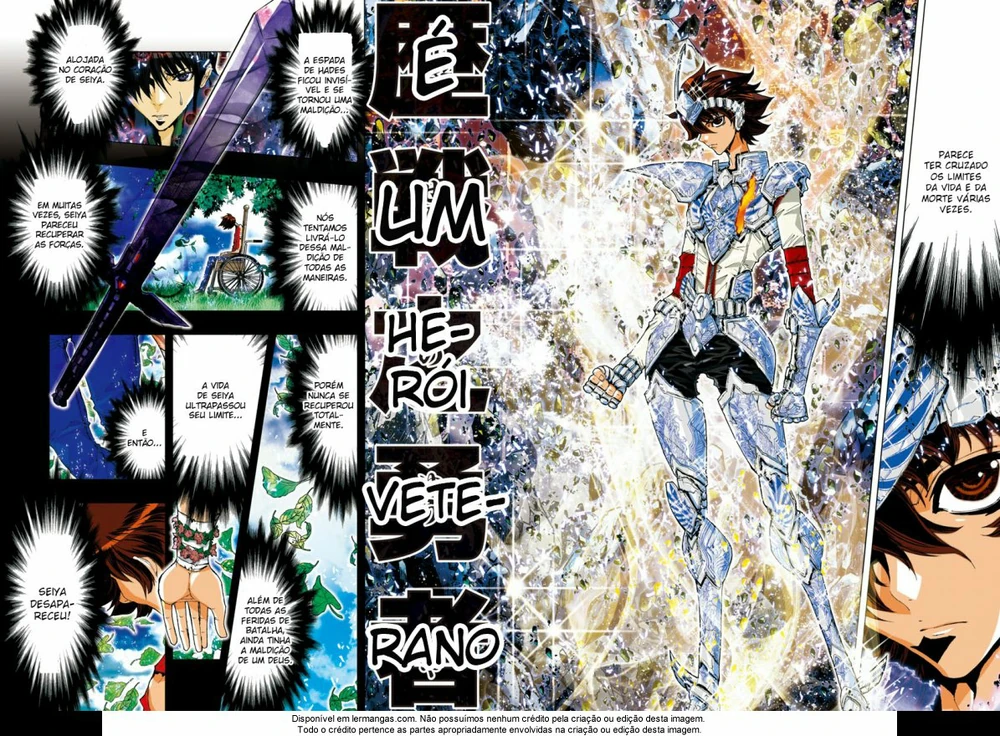 PARECE
TER CRUZADO
OS LIMITES
DA VIDA E DA
MORTE VÁRIAS
VEZES.
歴戦之勇者
É
UM
HE-
RÓI
VETE-
RANO
A ESPADA
DE HADES
FICOU INVISÍ-
VEL E SE
TORNOU UMA
MALDIÇÃO...
ALOJADA
NO CORAÇÃO
DE SEIYA.
NÓS
TENTAMOS
LIVRÁ-LO
DESSA MAL-
DIÇÃO DE
TODAS AS
MANEIRAS.
EM MUITAS
VEZES, SEIYA
PARECEU
RECUPERAR
AS FORÇAS.
PORÉM
NUNCA SE
RECUPEROU
TOTAL-
MENTE.
A VIDA
DE SEIYA
ULTRAPASSOU
SEU LIMITE...
E
ENTÃO...
ALÉM DE
TODAS AS
FERIDAS DE
BATALHA,
AINDA TINHA
A MALDIÇÃO
DE UM DEUS.
SEIYA
DESAPA-
RECEU!
Disponível em lermangas.com. Não possuímos nenhum crédito pela criação ou edição desta imagem.
Todo o crédito pertence as partes apropriadamente envolvidas na criação ou edição desta imagem.